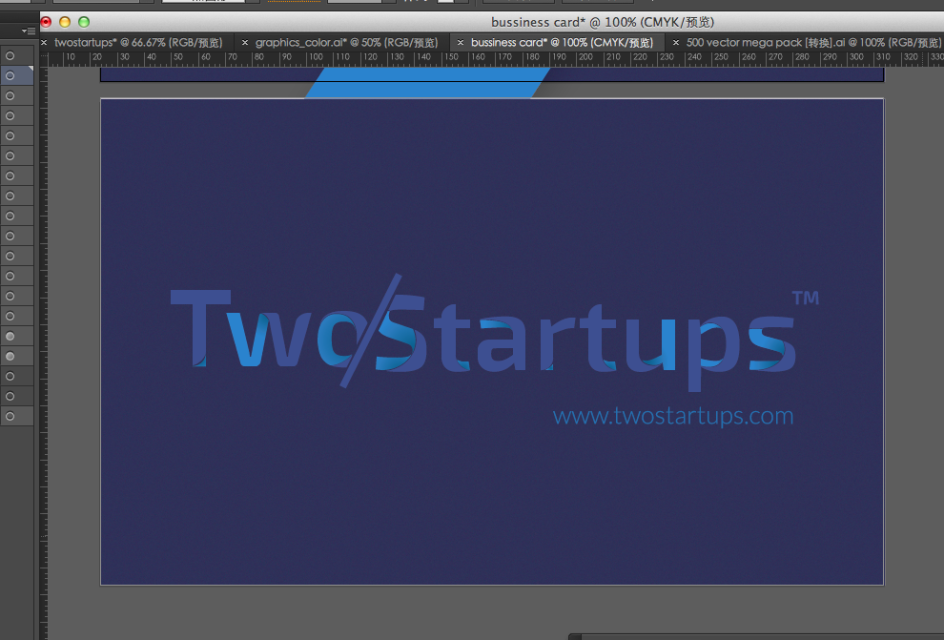 bussiness card* @ 100% (CMYK/预览)
× twostartups* @ 66.67% (RGB/预览) × graphics_color.ai* @ 50% (RGB/预览) × bussiness card* @ 100% (CMYK/预览) × 500 vector mega pack [转换].ai @ 100% (RGB/预览)
10 20 30 40 50 60 70 80 90 100 110 120 130 140 150 160 170 180 190 200 210 220 230 240 250 260 270 280 290 300 310 320 330
Two/Startups™
www.twostartups.com